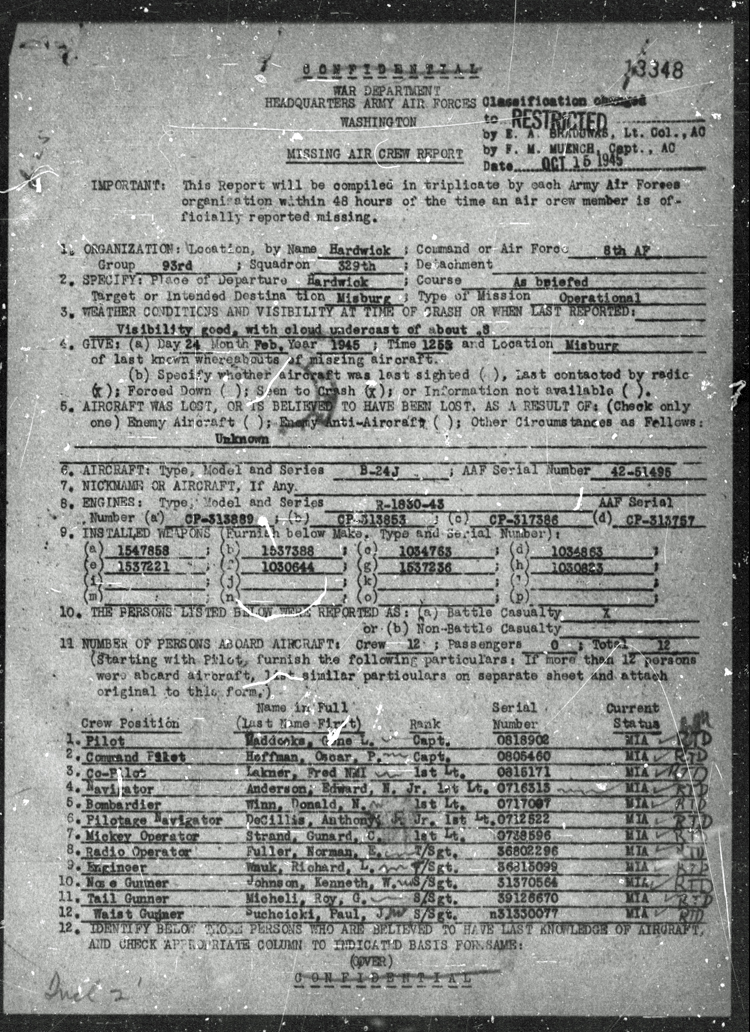 CONFIDENTIAL
13348
WAR DEPARTMENT
HEADQUARTERS ARMY AIR FORCES Classification changed
WASHINGTON to RESTRICTED
by E. A. BRADUNAS, Lt. Col., AC
MISSING AIR CREW REPORT by F. M. MUENCH, Capt., AC
Date OCT 15 1945
IMPORTANT: This Report will be compiled in triplicate by each Army Air Forces
organization within 48 hours of the time an air crew member is of-
ficially reported missing.
1. ORGANIZATION: Location, by Name Hardwick ; Command or Air Force 8th AF
Group 93rd ; Squadron 329th ; Detachment
2. SPECIFY: Place of Departure Hardwick ; Course As briefed
Target or Intended Destination Misburg ; Type of Mission Operational
3. WEATHER CONDITIONS AND VISIBILITY AT TIME OF CRASH OR WHEN LAST REPORTED:
Visibility good, with cloud undercast of about .8
4. GIVE: (a) Day 24 Month Feb. Year 1945 ; Time 1253 and Location Misburg
of last known whereabouts of missing aircraft.
(b) Specify whether aircraft was last sighted ( ), Last contacted by radio
(x); Forced Down ( ); Seen to Crash (x); or Information not available ( ).
5. AIRCRAFT WAS LOST, OR IS BELIEVED TO HAVE BEEN LOST, AS A RESULT OF: (Check only
one) Enemy Aircraft ( ); Enemy Anti-Aircraft ( ); Other Circumstances as Follows:
Unknown
6. AIRCRAFT: Type, Model and Series B-24J ; AAF Serial Number 42-51495
7. NICKNAME OR AIRCRAFT, If Any
8. ENGINES: Type, Model and Series R-1830-43 AAF Serial
Number (a) CP-313889 ; (b) CP-313853 ; (c) CP-317386 (d) CP-313757
9. INSTALLED WEAPONS (Furnish below Make, Type and Serial Number):
(a) 1547858 ; (b) 1537388 ; (c) 1034763 (d) 1034863 ;
(e) 1537221 ; (f) 1030644 ; (g) 1537236 (h) 1030823 ;
(i) ; (j) ; (k) ;
(m) ; (n) ; (o) ; (p) ;
10. THE PERSONS LISTED BELOW WERE REPORTED AS: (a) Battle Casualty X
or (b) Non-Battle Casualty
11 NUMBER OF PERSONS ABOARD AIRCRAFT: Crew 12 ; Passengers 0 ; Total 12
(Starting with Pilot, furnish the following particulars: If more than 12 persons
were aboard aircraft, list similar particulars on separate sheet and attach
original to this form.)
Name in Full Serial Current
Crew Position (Last Name First) Rank Number Status
1. Pilot Maddocks, Gene L. Capt. 0818902 MIA RTD
2. Command Pilot Hoffman, Oscar, P. Capt. 0805460 MIA RTD
3. Co-Pilot Lakner, Fred NMI 1st Lt. 0815171 MIA RTD
4. Navigator Anderson, Edward, N. Jr. 1st Lt. 0716313 MIA RTD
5. Bombardier Winn, Donald, N. 1st Lt. 0717097 MIA RTD
6. Pilotage Navigator DeCillis, Anthony, J. Jr. 1st Lt. 0712522 MIA RTD
7. Mickey Operator Strand, Gunard, C. 1st Lt. 0738596 MIA RTD
8. Radio Operator Fuller, Norman, E. T/Sgt. 36802296 MIA RTD
9. Engineer Wauk, Richard, L. T/Sgt. 36813099 MIA RTD
10. Nose Gunner Johnson, Kenneth, W. S/Sgt. 31370564 MIA RTD
11. Tail Gunner Micheli, Roy, G. S/Sgt. 39126670 MIA RTD
12. Waist Gunner Suchcicki, Paul, J. S/Sgt. n31330077 MIA RTD
12. IDENTIFY BELOW THOSE PERSONS WHO ARE BELIEVED TO HAVE LAST KNOWLEDGE OF AIRCRAFT,
AND CHECK APPROPRIATE COLUMN TO INDICATED BASIS FOR SAME:
(OVER)
CONFIDENTIAL
Incl 2